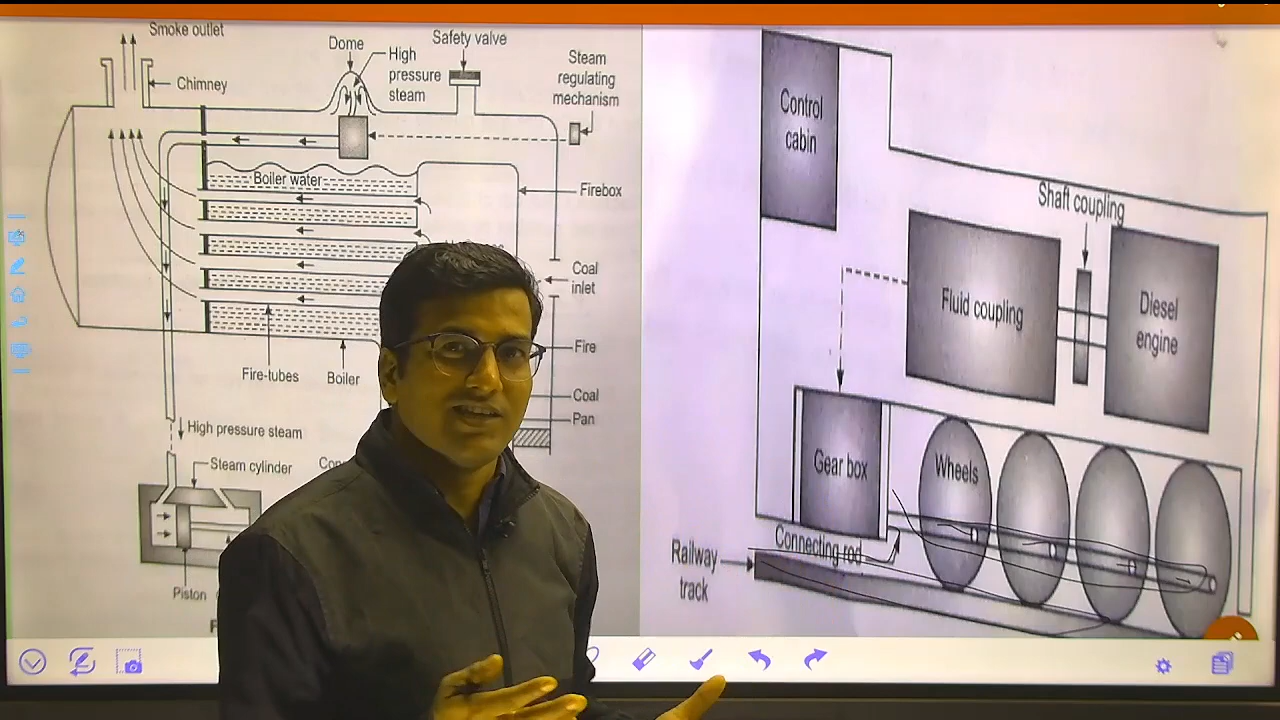 Smoke outlet
Chimney
Dome
High
pressure
steam
Safety valve
Steam
regulating
mechanism
Boiler water
Firebox
Coal
inlet
Fire
Coal
Pan
Fire-tubes
Boiler
High pressure steam
Steam cylinder
Piston
Control
cabin
Shaft coupling
Fluid coupling
Diesel
engine
Gear box
Wheels
Connecting rod
Railway
track